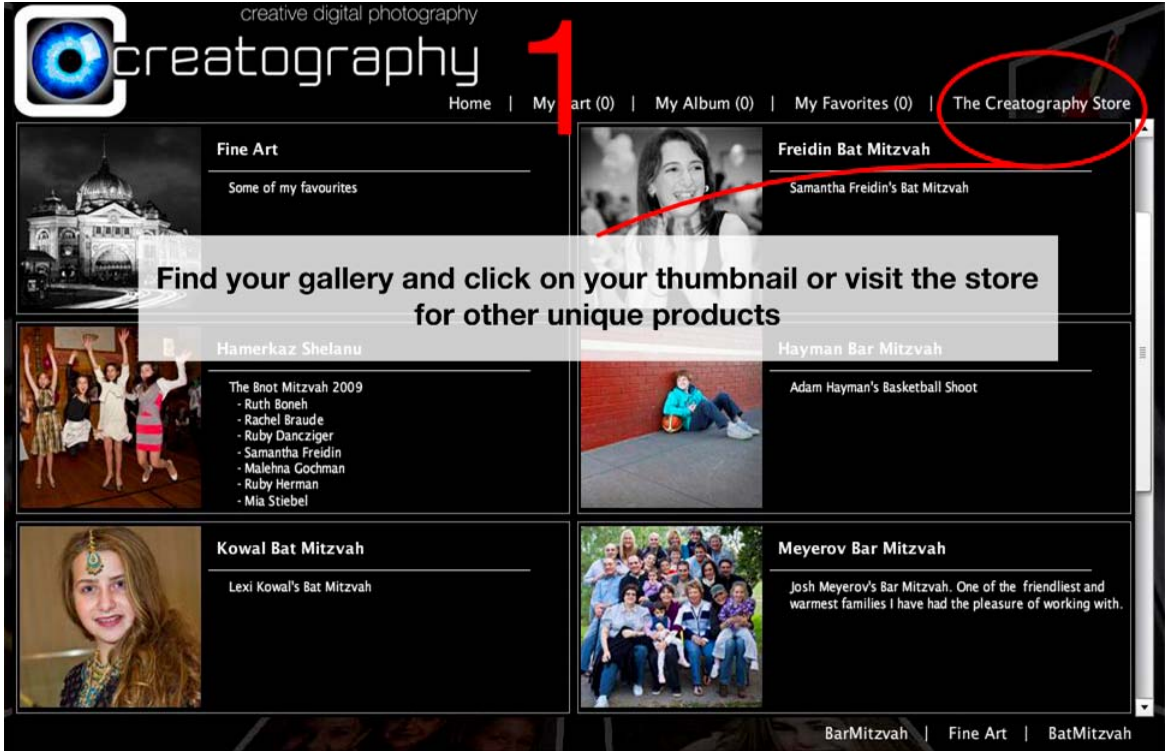 creative digital photography
creatography
1
Home | My Cart (0) | My Album (0) | My Favorites (0) | The Creatography Store
Fine Art
Some of my favourites
Freidin Bat Mitzvah
Samantha Freidin's Bat Mitzvah
Find your gallery and click on your thumbnail or visit the store
for other unique products
Hamerkaz Shelanu
The Bnot Mitzvah 2009
- Ruth Boneh
- Rachel Braude
- Ruby Dancziger
- Samantha Freidin
- Malehna Gochman
- Ruby Herman
- Mia Stiebel
Hayman Bar Mitzvah
Adam Hayman's Basketball Shoot
Kowal Bat Mitzvah
Lexi Kowal's Bat Mitzvah
Meyerov Bar Mitzvah
Josh Meyerov's Bar Mitzvah. One of the friendliest and
warmest families I have had the pleasure of working with.
BarMitzvah | Fine Art | BatMitzvah